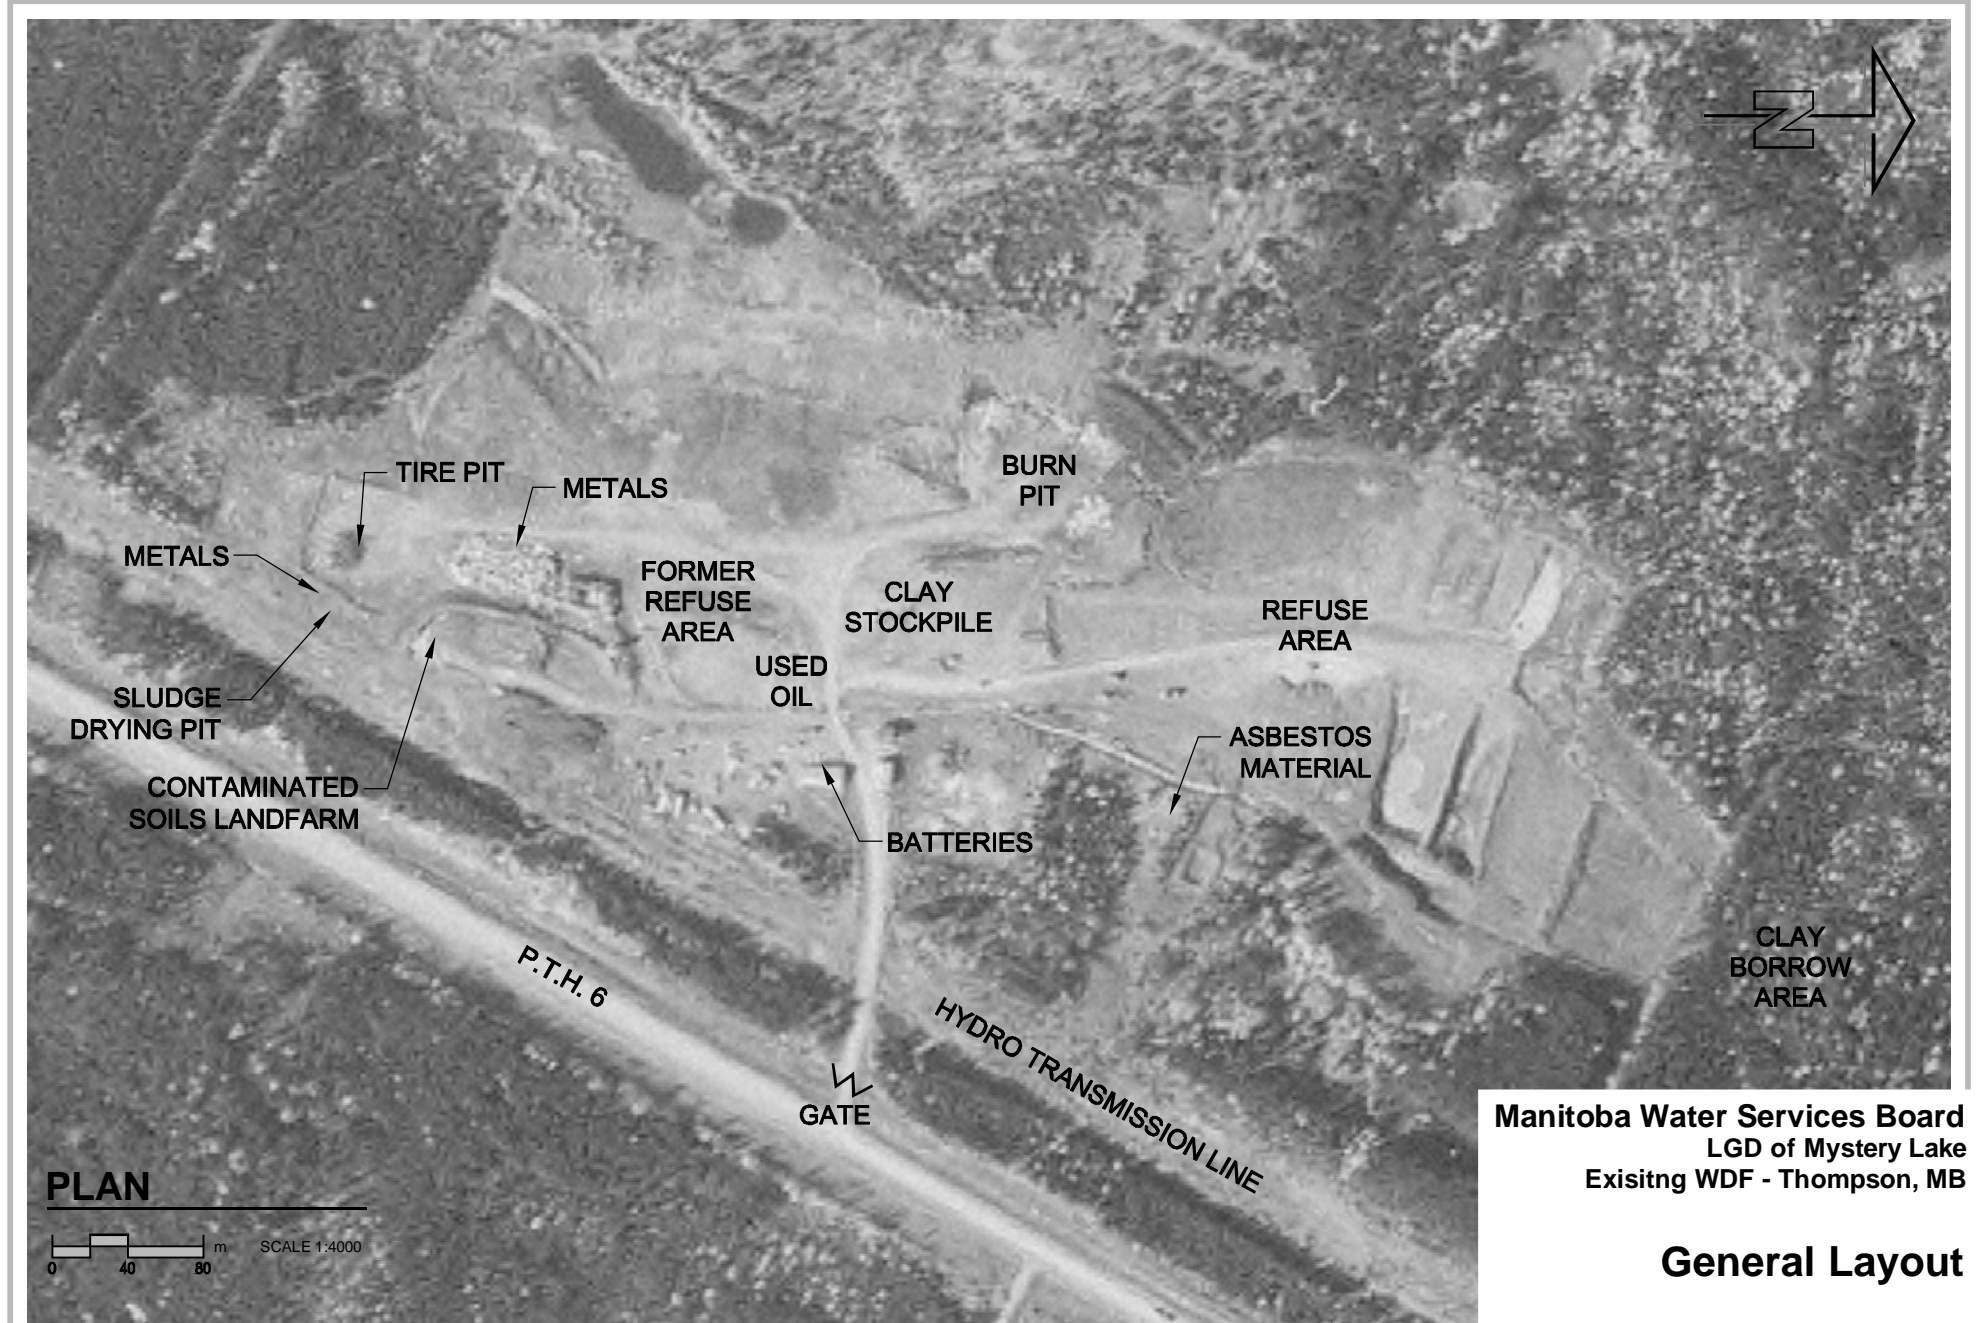 N
TIRE PIT
METALS
BURN
PIT
METALS
FORMER
REFUSE
AREA
CLAY
STOCKPILE
REFUSE
AREA
USED
OIL
SLUDGE
DRYING PIT
ASBESTOS
MATERIAL
CONTAMINATED
SOILS LANDFARM
BATTERIES
CLAY
BORROW
AREA
P.T.H. 6
HYDRO TRANSMISSION LINE
GATE
PLAN
m
SCALE 1:4000
0 40 80
Manitoba Water Services Board
LGD of Mystery Lake
Exisitng WDF - Thompson, MB
General Layout